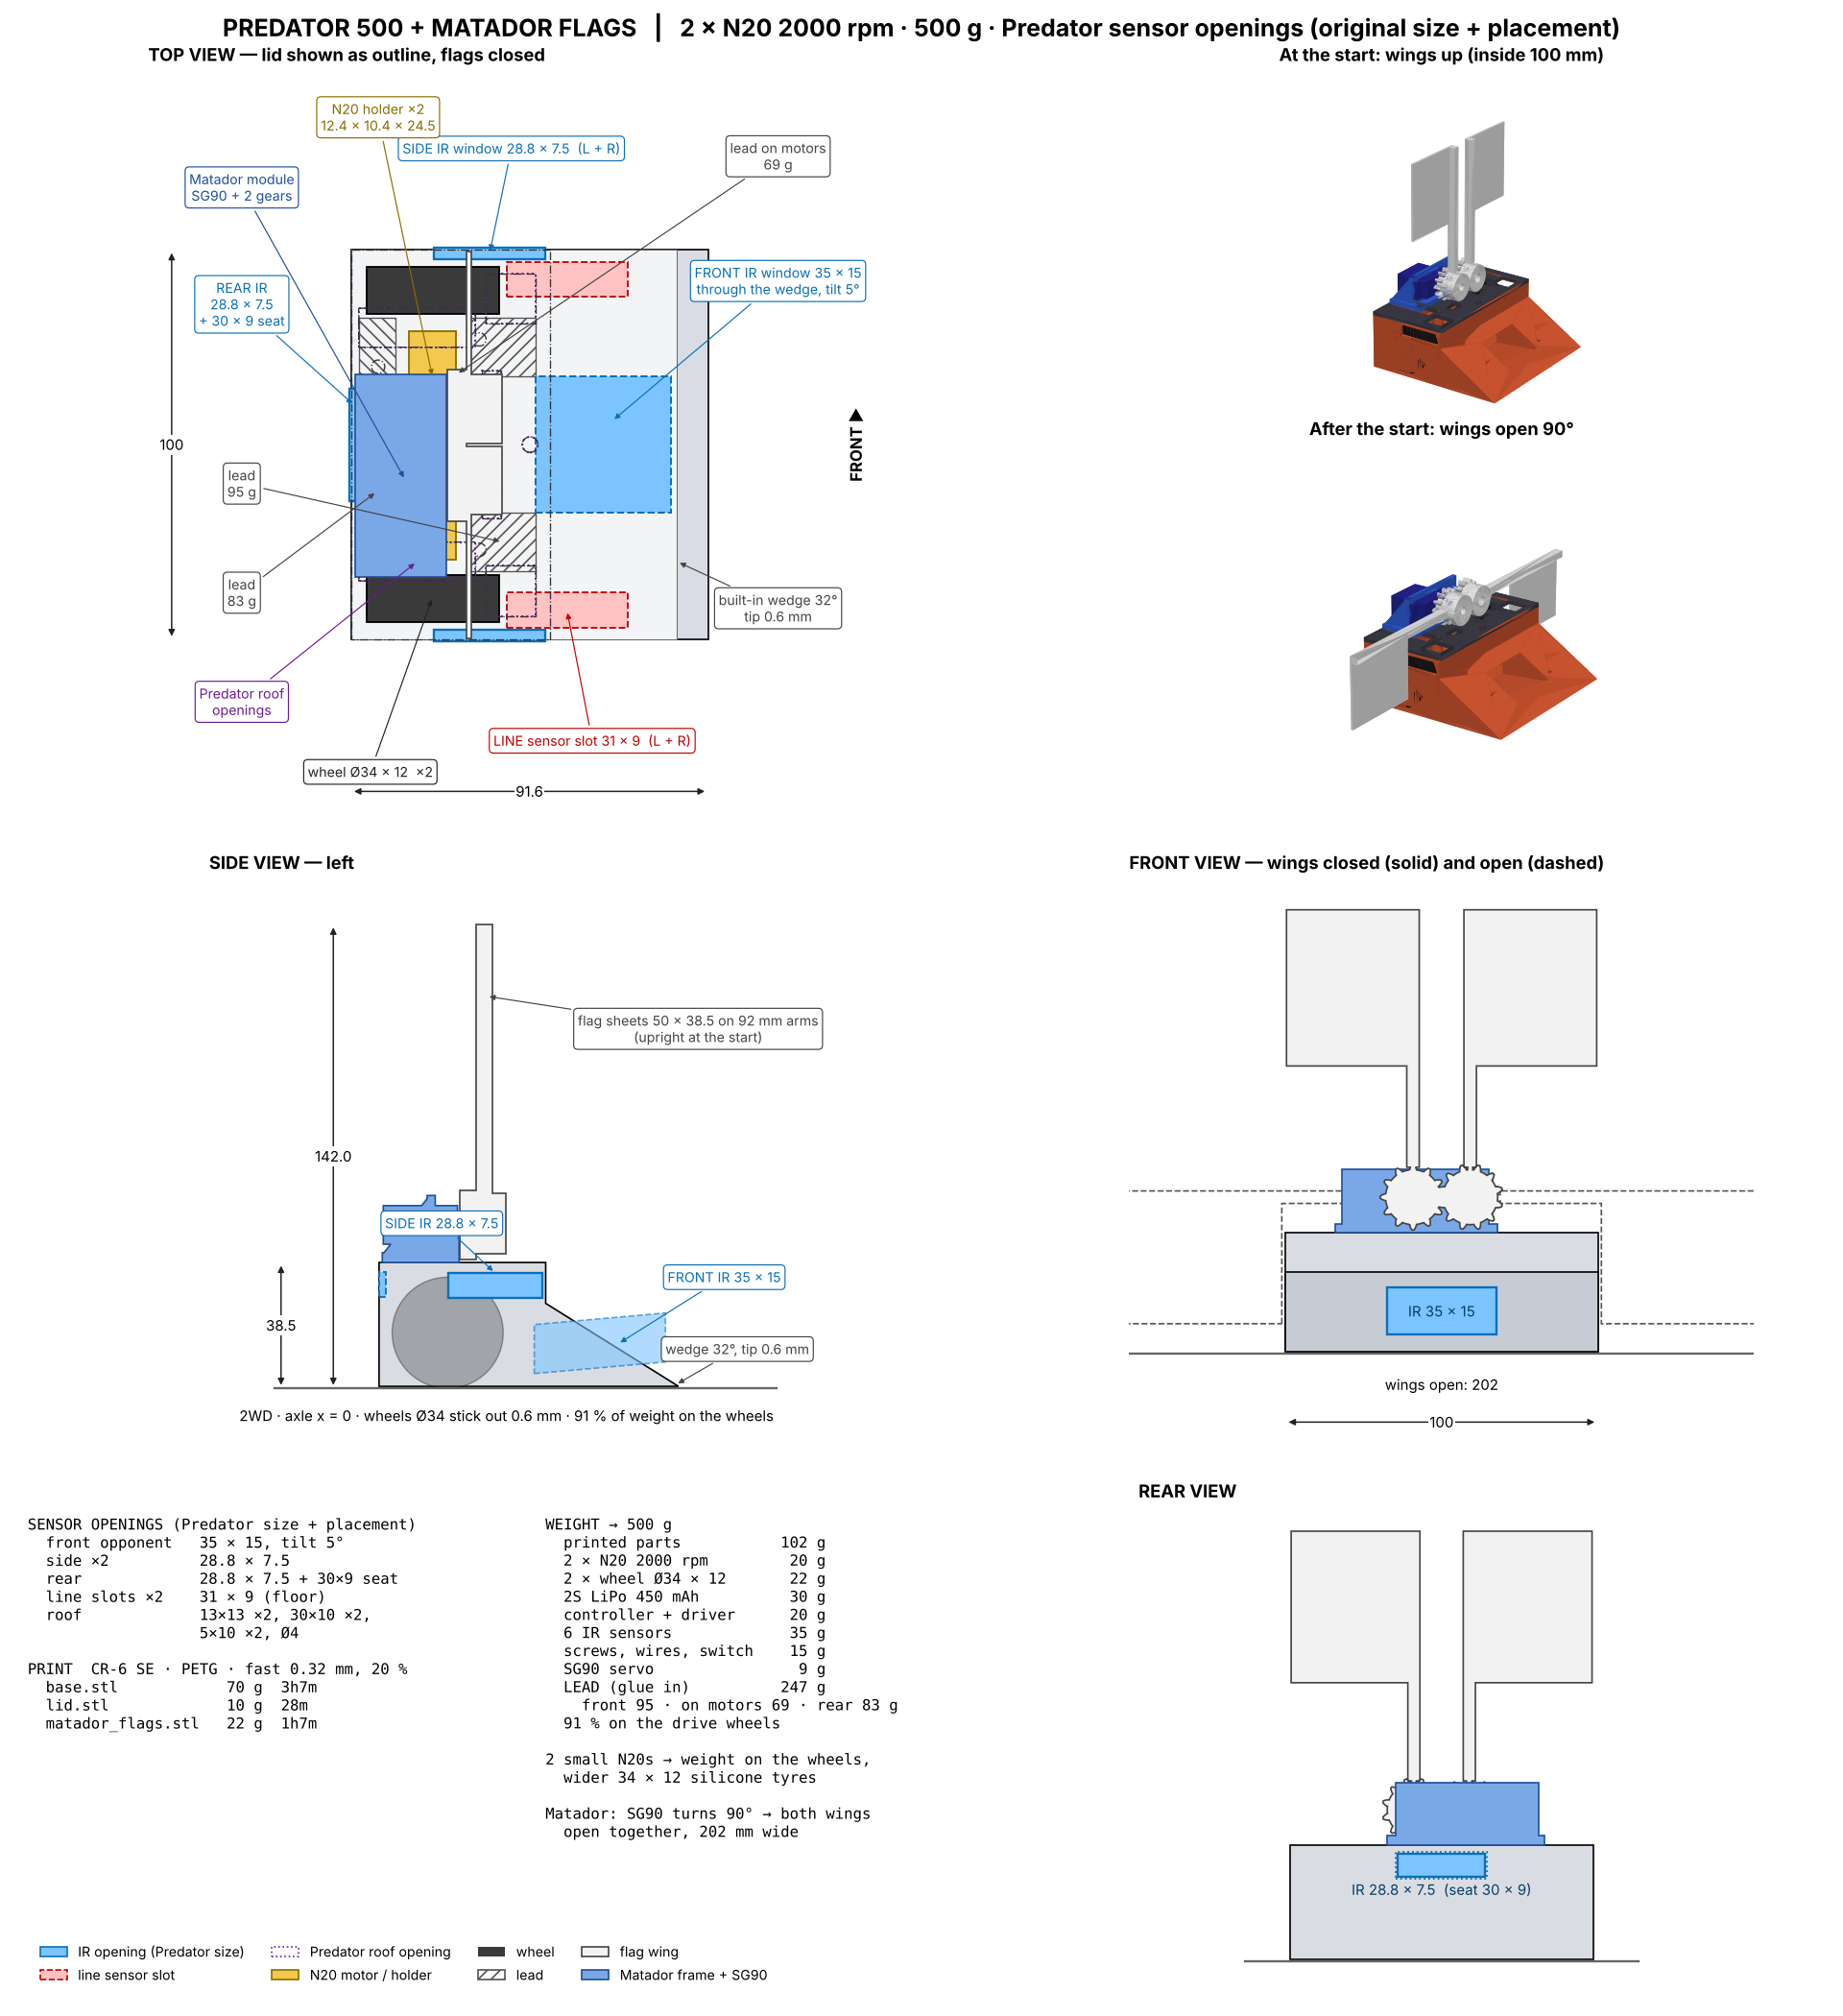 PREDATOR 500 + MATADOR FLAGS | 2 × N20 2000 rpm · 500 g · Predator sensor openings (original size + placement)
TOP VIEW — lid shown as outline, flags closed
N20 holder ×2
12.4 × 10.4 × 24.5
SIDE IR window 28.8 × 7.5 (L + R)
lead on motors
69 g
Matador module
SG90 + 2 gears
REAR IR
28.8 × 7.5
+ 30 × 9 seat
FRONT IR window 35 × 15
through the wedge, tilt 5°
100
FRONT ▶
lead
95 g
lead
83 g
built-in wedge 32°
tip 0.6 mm
Predator roof
openings
LINE sensor slot 31 × 9 (L + R)
wheel Ø34 × 12 ×2
91.6
At the start: wings up (inside 100 mm)
After the start: wings open 90°
SIDE VIEW — left
flag sheets 50 × 38.5 on 92 mm arms
(upright at the start)
142.0
SIDE IR 28.8 × 7.5
FRONT IR 35 × 15
38.5
wedge 32°, tip 0.6 mm
2WD · axle x = 0 · wheels Ø34 stick out 0.6 mm · 91 % of weight on the wheels
FRONT VIEW — wings closed (solid) and open (dashed)
IR 35 × 15
wings open: 202
100
SENSOR OPENINGS (Predator size + placement)
front opponent 35 × 15, tilt 5°
side ×2 28.8 × 7.5
rear 28.8 × 7.5 + 30×9 seat
line slots ×2 31 × 9 (floor)
roof 13×13 ×2, 30×10 ×2,
5×10 ×2, Ø4
PRINT CR-6 SE · PETG · fast 0.32 mm, 20 %
base.stl 70 g 3h7m
lid.stl 10 g 28m
matador_flags.stl 22 g 1h7m
WEIGHT → 500 g
printed parts 102 g
2 × N20 2000 rpm 20 g
2 × wheel Ø34 × 12 22 g
2S LiPo 450 mAh 30 g
controller + driver 20 g
6 IR sensors 35 g
screws, wires, switch 15 g
SG90 servo 9 g
LEAD (glue in) 247 g
front 95 · on motors 69 · rear 83 g
91 % on the drive wheels
2 small N20s → weight on the wheels,
wider 34 × 12 silicone tyres
Matador: SG90 turns 90° → both wings
open together, 202 mm wide
REAR VIEW
IR 28.8 × 7.5 (seat 30 × 9)
IR opening (Predator size)
line sensor slot
Predator roof opening
N20 motor / holder
wheel
lead
flag wing
Matador frame + SG90